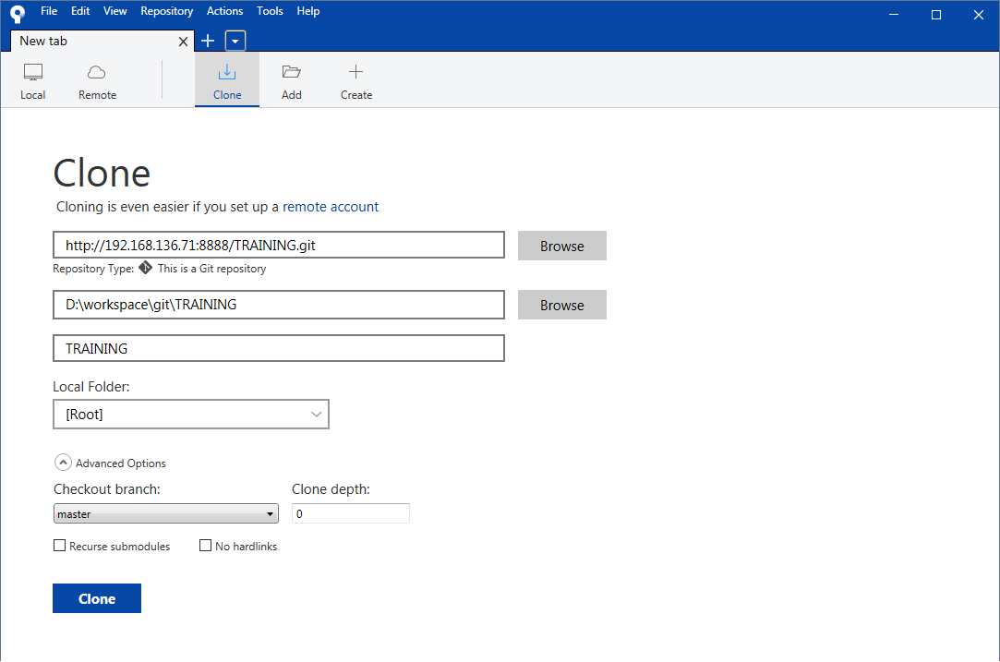 File Edit View Repository Actions Tools Help
New tab
Local Remote Clone Add Create
Clone
Cloning is even easier if you set up a remote account
http://192.168.136.71:8888/TRAINING.git Browse
Repository Type: This is a Git repository
D:\workspace\git\TRAINING Browse
TRAINING
Local Folder:
[Root]
Advanced Options
Checkout branch: Clone depth:
master 0
Recurse submodules No hardlinks
Clone